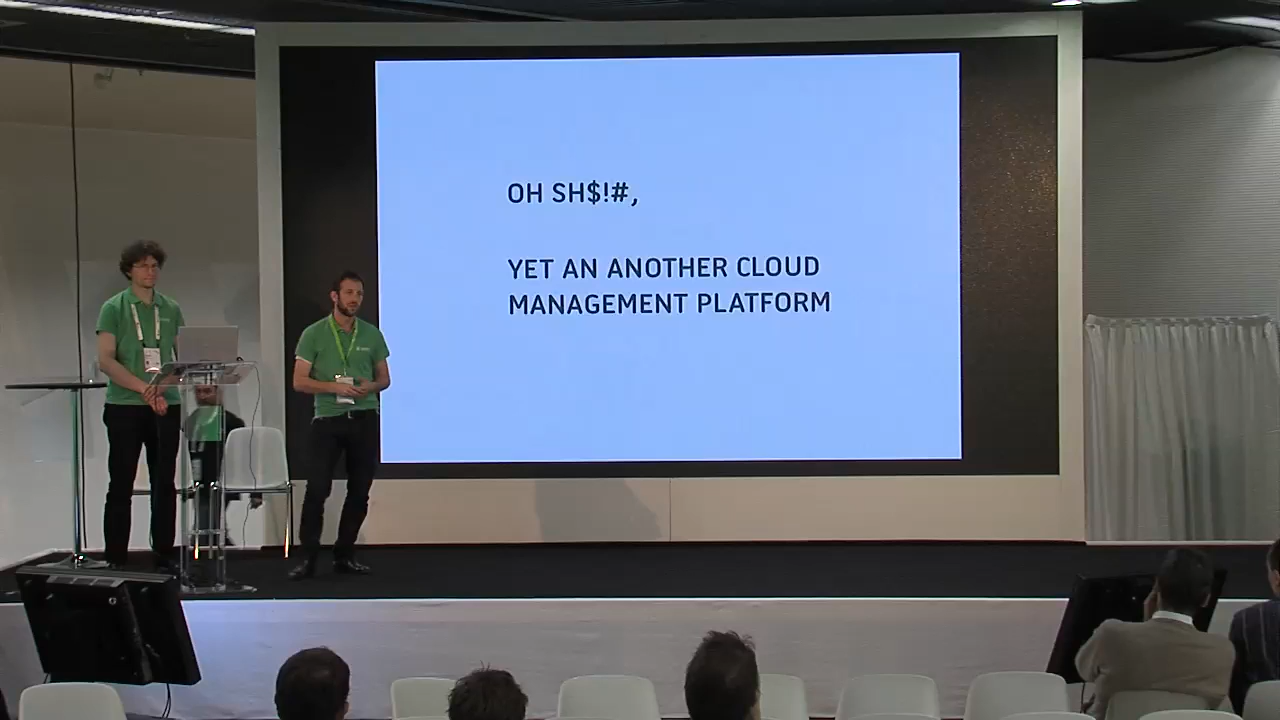 OH SH$!#,
YET AN ANOTHER CLOUD
MANAGEMENT PLATFORM